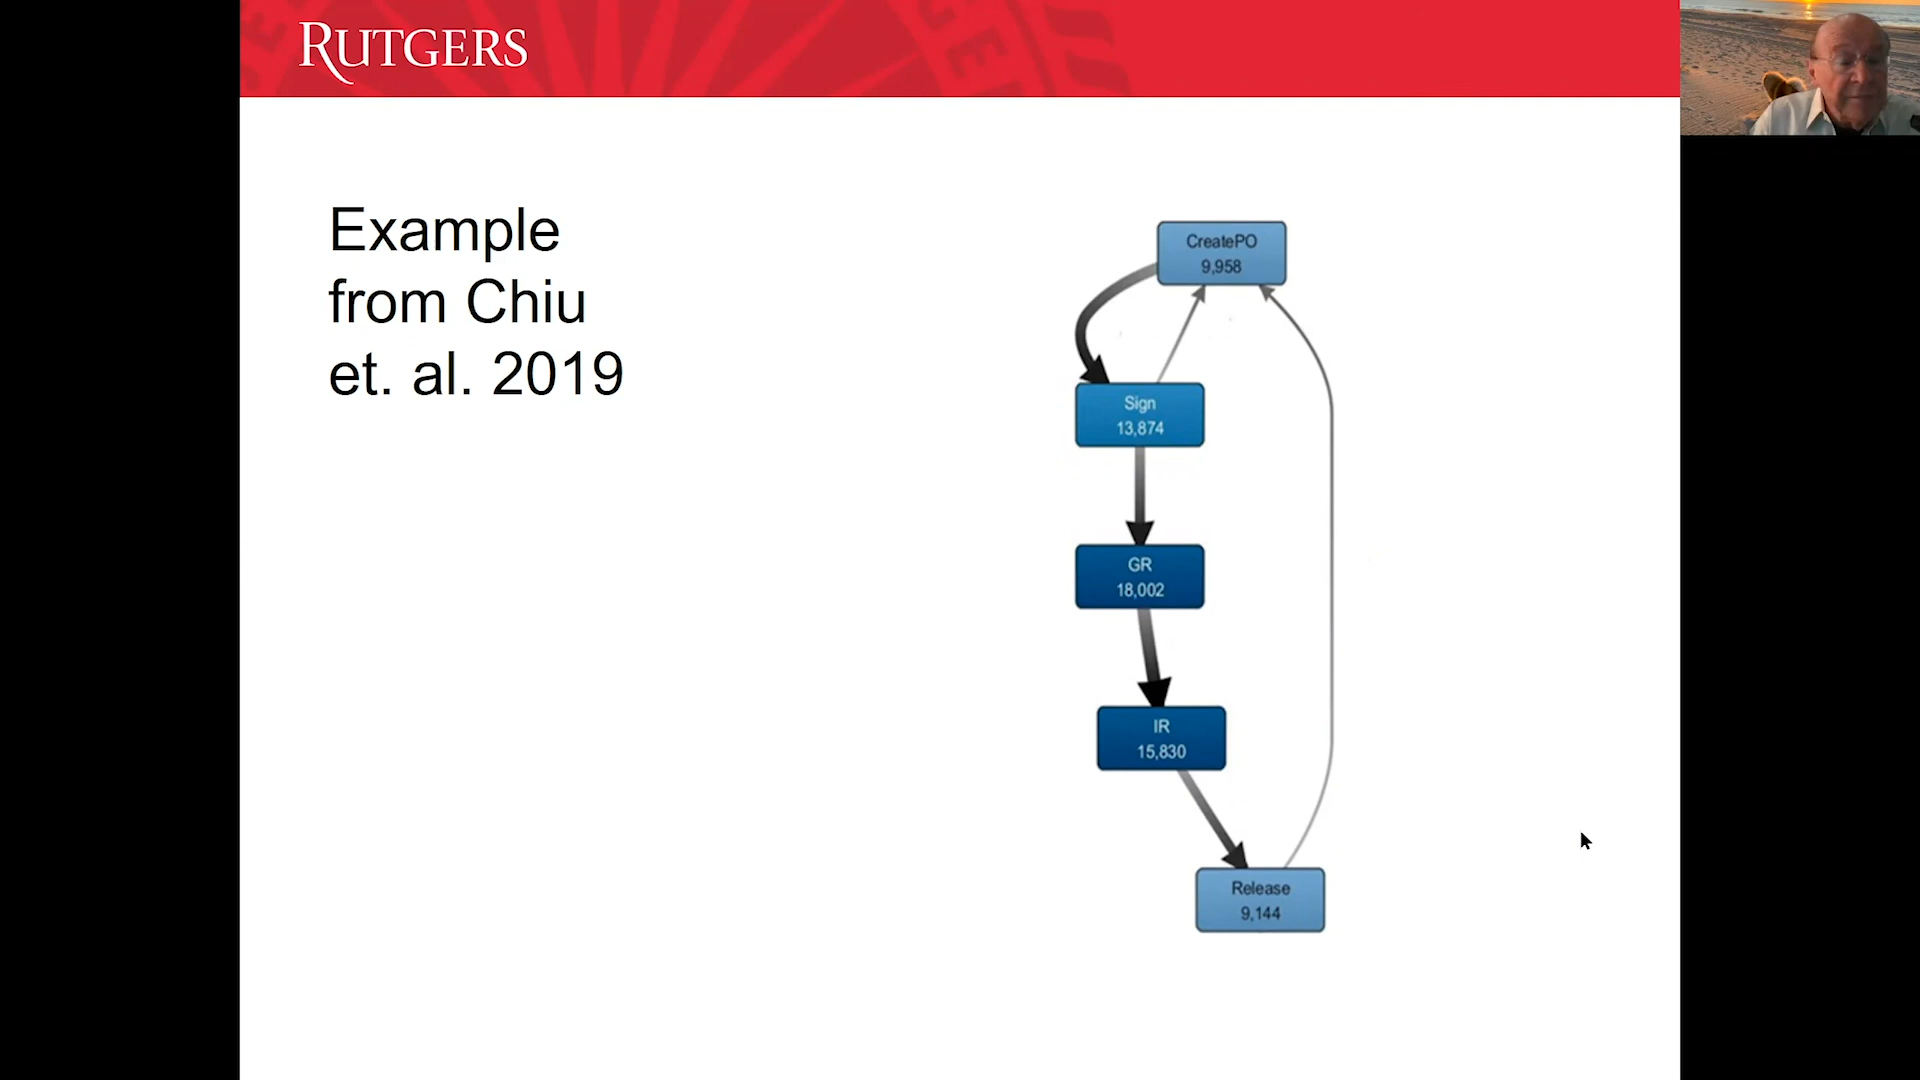 RUTGERS
Example
from Chiu
et. al. 2019
CreatePO
9,958
Sign
13,874
GR
18,002
IR
15,830
Release
9,144